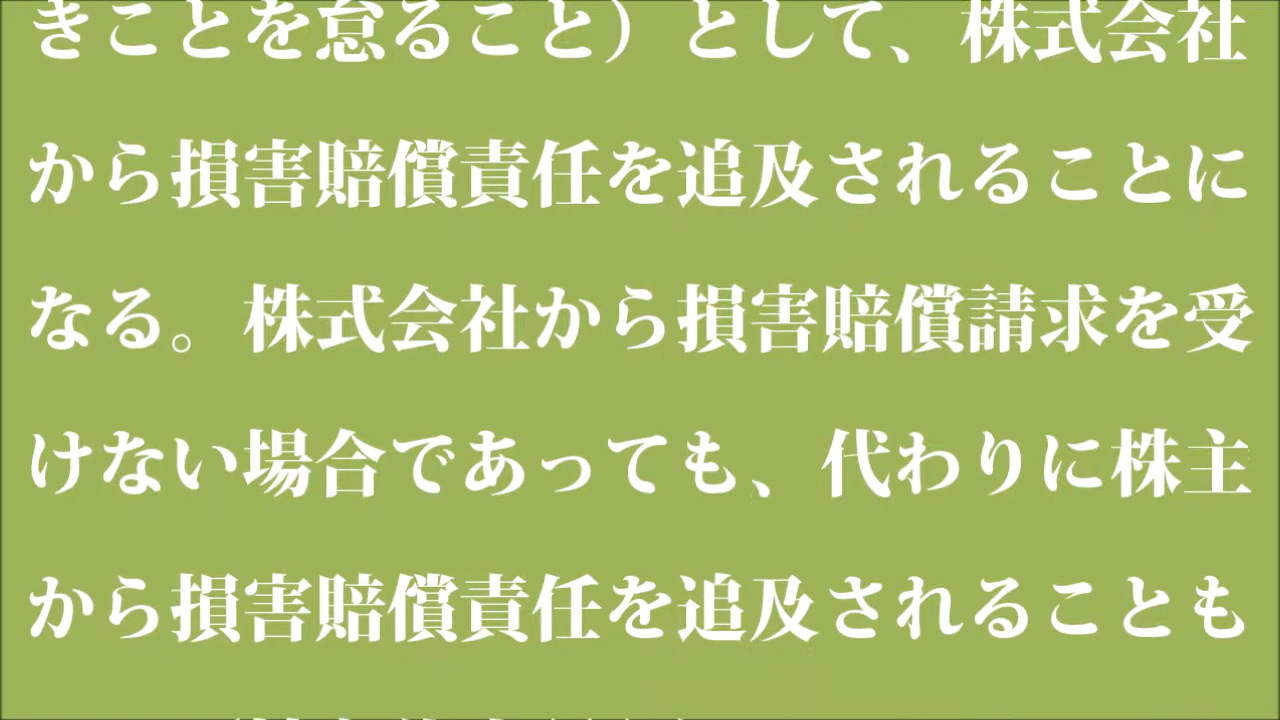 きことを怠ること）として、株式会社
から損害賠償責任を追及されることに
なる。株式会社から損害賠償請求を受
けない場合であっても、代わりに株主
から損害賠償責任を追及されることも